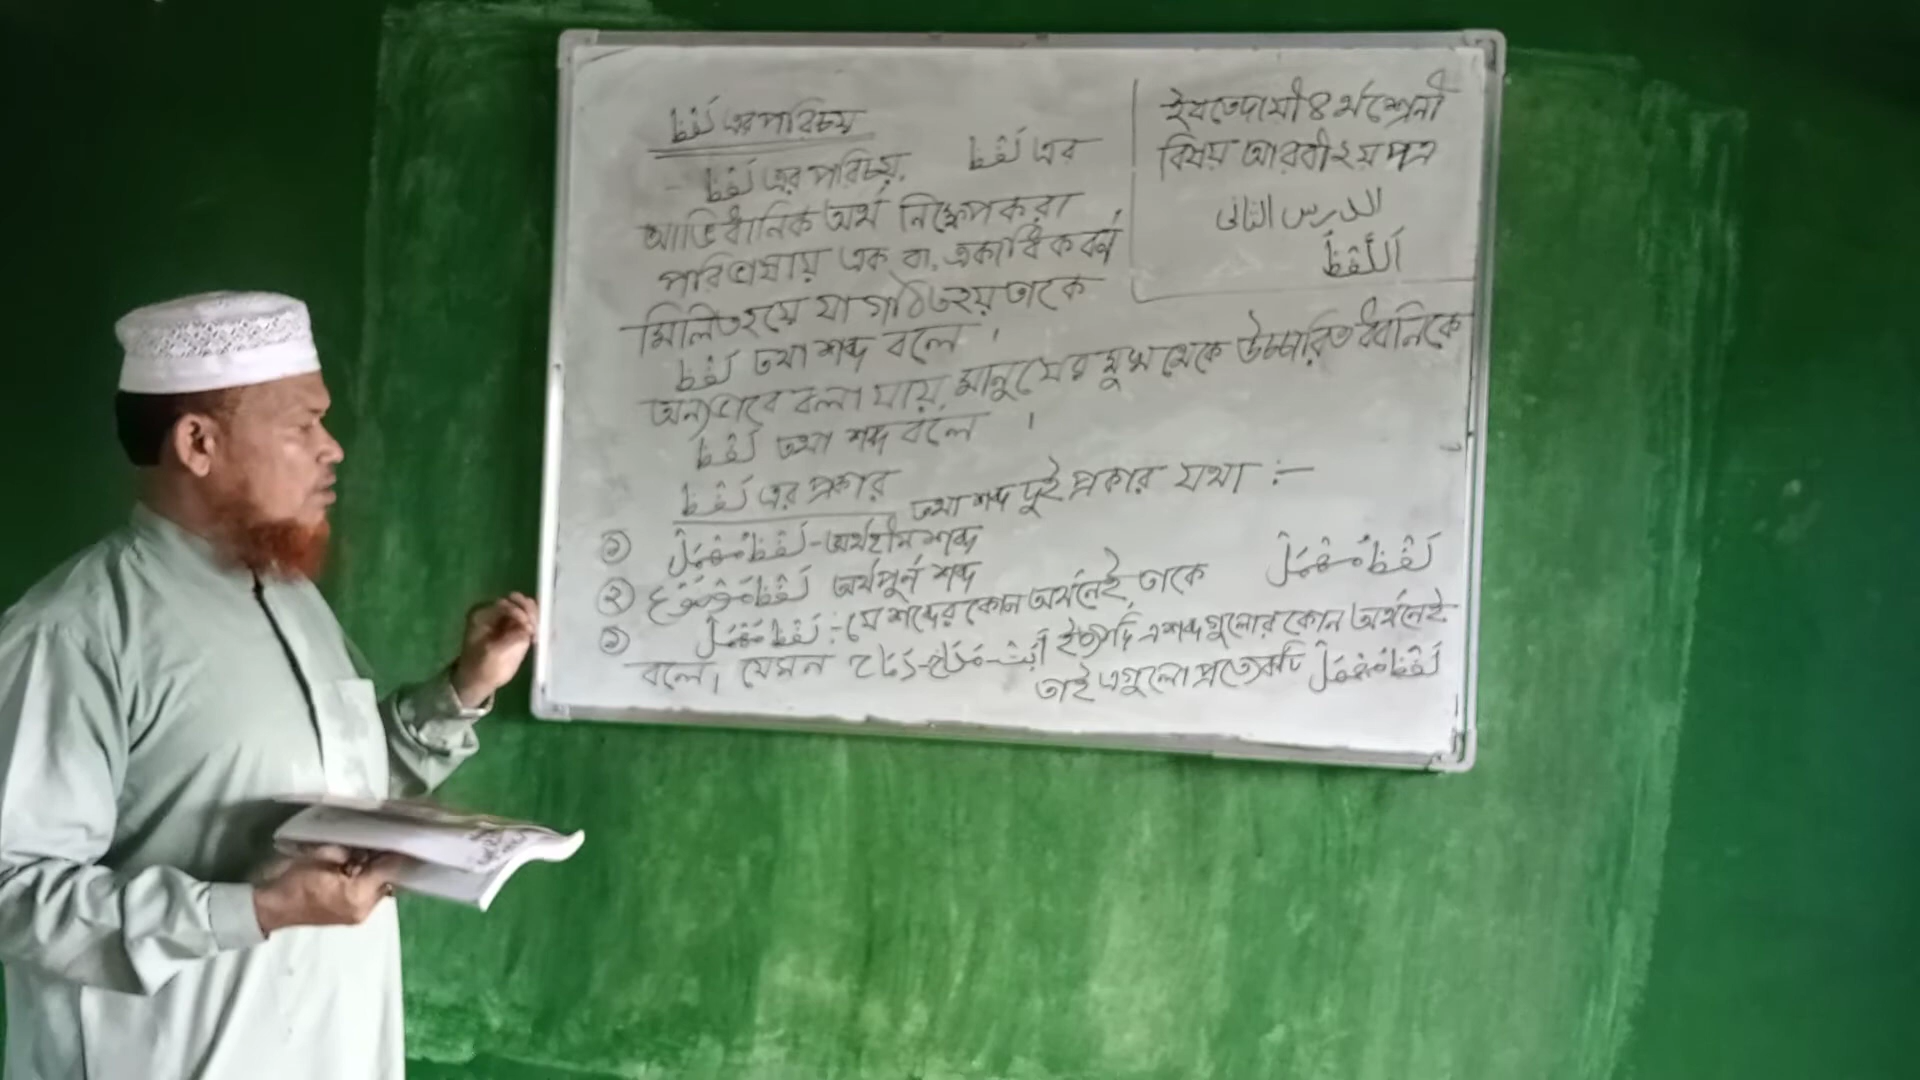 لَفْظٌ এর পরিচয়
لَفْظٌ এর পরিচয়. لَفْظٌ এর
আভিধানিক অর্থ নিক্ষেপ করা
পরিভাষায় এক বা, একাধিক বর্ন
মিলিত হয়ে যা গঠিত হয় তাকে
لَفْظٌ তথা শব্দ বলে ।
অন্যভাবে বলা যায়, মানুষের মুখ থেকে উচ্চারিত ধ্বনিকে
لَفْظٌ তথা শব্দ বলে ।
لَفْظٌ এর প্রকার
তথা শব্দ দুই প্রকার যথা :-
১) لَفْظٌ مُهْمَلٌ - অর্থহীন শব্দ
২) لَفْظٌ مَوْضُوْعٌ অর্থপূর্ন শব্দ
১) لَفْظٌ مُهْمَلٌ :- যে শব্দের কোন অর্থ নেই, তাকে لَفْظٌ مُهْمَلٌ
বলে, যেমন ইত্যাদি এ শব্দগুলোর কোন অর্থ নেই
তাই এগুলো প্রত্যেকটি لَفْظٌ مُهْمَلٌ
ইবতেদায়ী ৪র্থ শ্রেনী
বিষয় আরবী ২য় পত্র
الدرس الثانى
اَللَّفْظُ